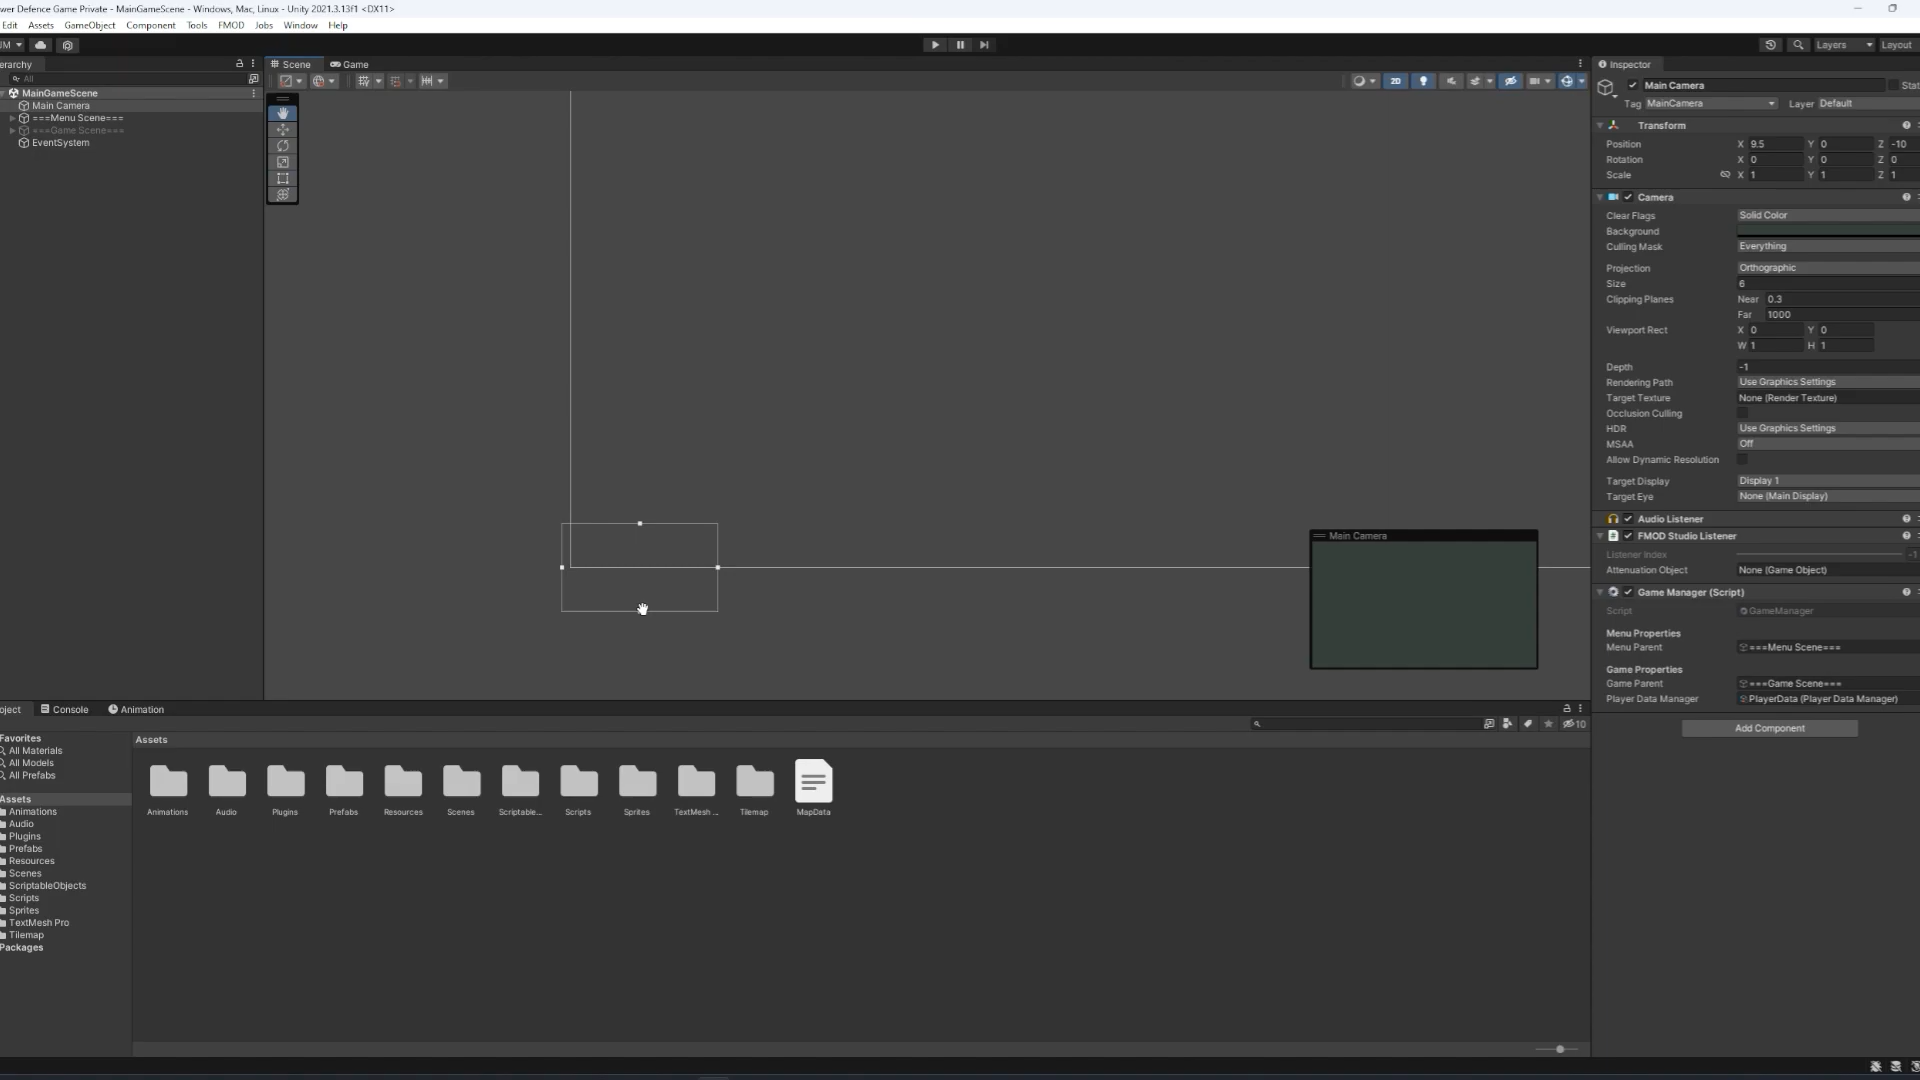 wer Defence Game Private - MainGameScene - Windows, Mac, Linux - Unity 2021.3.13f1 <DX11>
Edit Assets GameObject Component Tools FMOD Jobs Window Help
Layers Layout
erarchy
Scene Game
Inspector
All
2D
MainGameScene
Main Camera
===Menu Scene===
===Game Scene===
EventSystem
Main Camera
Main Camera Stat
Tag MainCamera Layer Default
Transform
Position X 9.5 Y 0 Z -10
Rotation X 0 Y 0 Z 0
Scale X 1 Y 1 Z 1
Camera
Clear Flags Solid Color
Background
Culling Mask Everything
Projection Orthographic
Size 6
Clipping Planes Near 0.3
Far 1000
Viewport Rect X 0 Y 0
W 1 H 1
Depth -1
Rendering Path Use Graphics Settings
Target Texture None (Render Texture)
Occlusion Culling
HDR Use Graphics Settings
MSAA Off
Allow Dynamic Resolution
Target Display Display 1
Target Eye None (Main Display)
Audio Listener
FMOD Studio Listener
Listener Index -1
Attenuation Object None (Game Object)
Game Manager (Script)
Script GameManager
Menu Properties
Menu Parent ===Menu Scene===
Game Properties
Game Parent ===Game Scene===
Player Data Manager PlayerData (Player Data Manager)
Add Component
oject Console Animation
10
Favorites
All Materials
All Models
All Prefabs
Assets
Animations
Audio
Plugins
Prefabs
Resources
Scenes
ScriptableObjects
Scripts
Sprites
TextMesh Pro
Tilemap
Packages
Assets
Animations Audio Plugins Prefabs Resources Scenes Scriptable... Scripts Sprites TextMesh ... Tilemap MapData